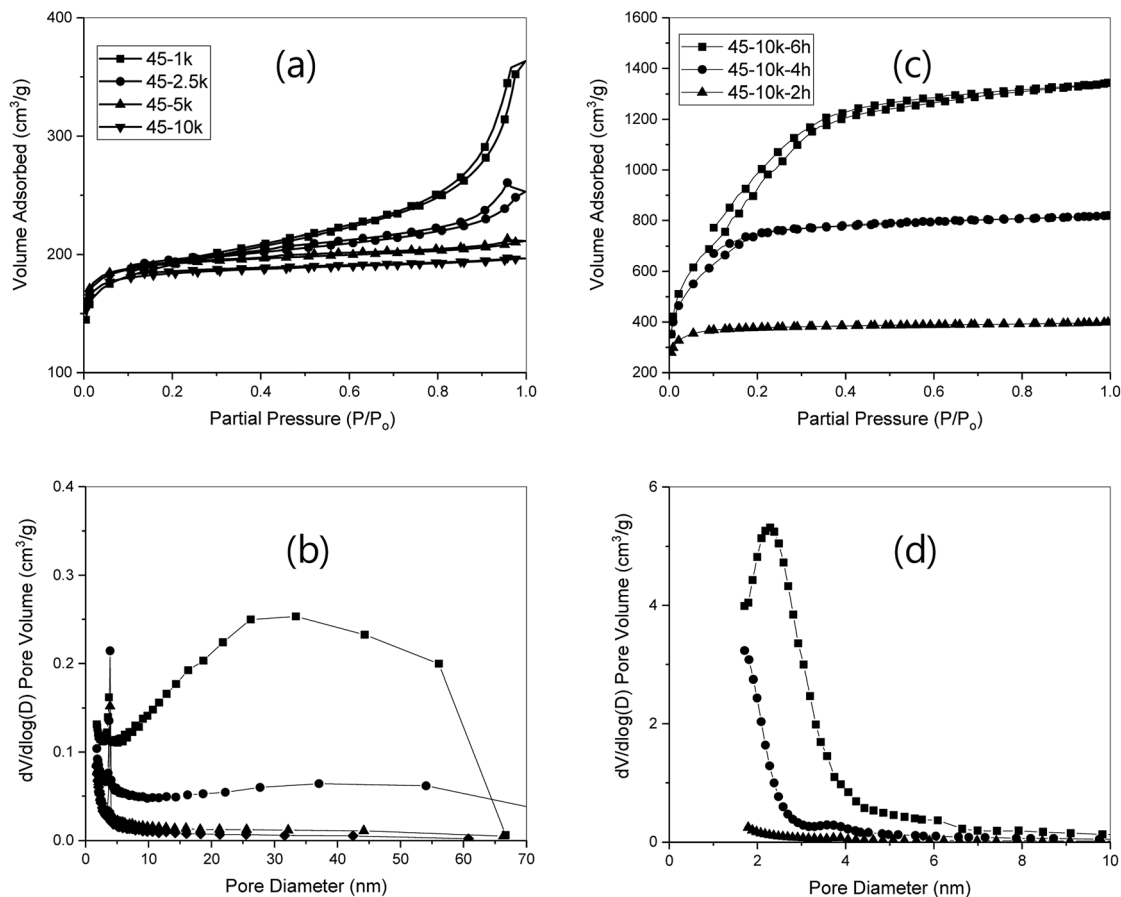 (a)
45-1k
45-2.5k
45-5k
45-10k
400
300
200
100
Volume Adsorbed (cm³/g)
0.0 0.2 0.4 0.6 0.8 1.0
Partial Pressure (P/Pₒ)
(c)
45-10k-6h
45-10k-4h
45-10k-2h
1600
1400
1200
1000
800
600
400
200
Volume Adsorbed (cm³/g)
0.0 0.2 0.4 0.6 0.8 1.0
Partial Pressure (P/Pₒ)
(b)
0.4
0.3
0.2
0.1
0.0
dV/dlog(D) Pore Volume (cm³/g)
0 10 20 30 40 50 60 70
Pore Diameter (nm)
(d)
6
4
2
0
dV/dlog(D) Pore Volume (cm³/g)
0 2 4 6 8 10
Pore Diameter (nm)